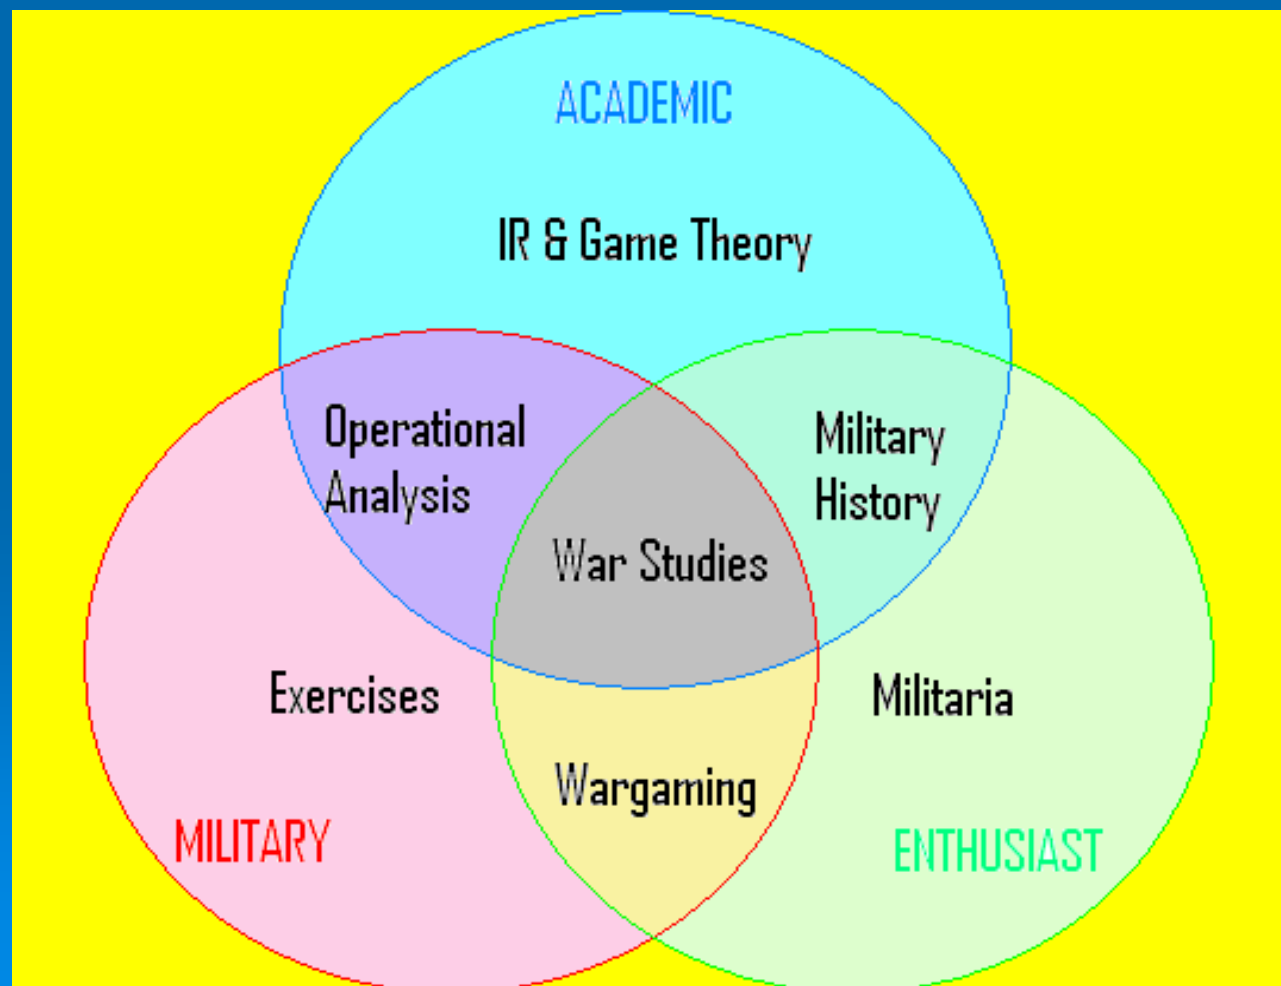 ACADEMIC
IR & Game Theory
Operational
Analysis
Military
History
War Studies
Exercises
Militaria
Wargaming
MILITARY
ENTHUSIAST